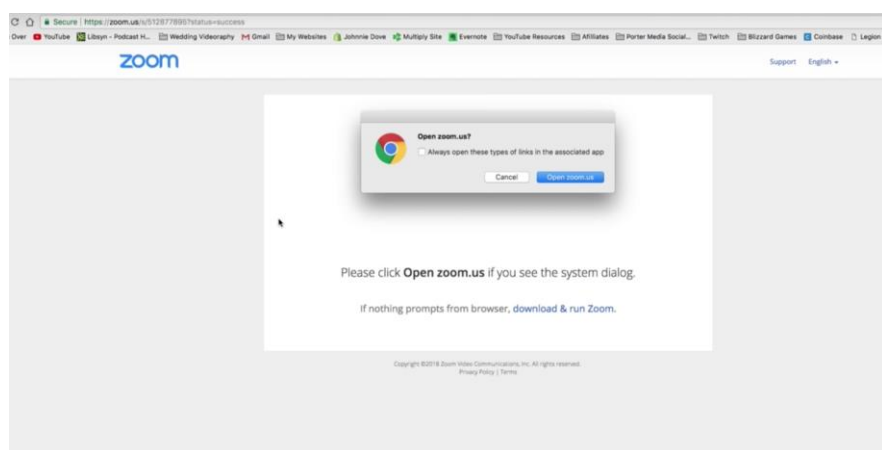 Secure | https://zoom.us/s/512877896?status=success
Over YouTube Libsyn - Podcast H... Wedding Videoraphy Gmail My Websites Johnnie Dove Multiply Site Evernote YouTube Resources Affiliates Porter Media Social... Twitch Blizzard Games Coinbase Legion
zoom
Support English
Open zoom.us?
Always open these types of links in the associated app
Cancel Open zoom.us
Please click Open zoom.us if you see the system dialog.
If nothing prompts from browser, download & run Zoom.
Copyright ©2018 Zoom Video Communications, Inc. All rights reserved.
Privacy Policy | Terms